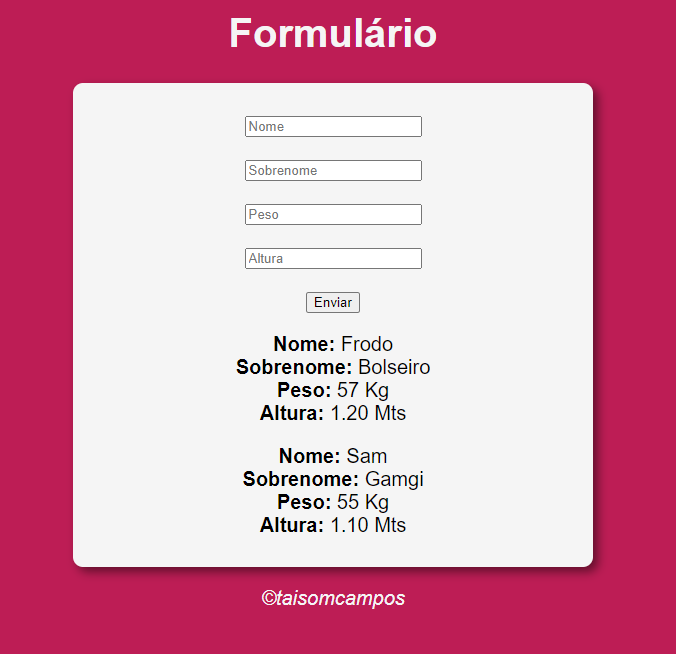 Formulário
Nome
Sobrenome
Peso
Altura
Enviar
Nome: Frodo
Sobrenome: Bolseiro
Peso: 57 Kg
Altura: 1.20 Mts
Nome: Sam
Sobrenome: Gamgi
Peso: 55 Kg
Altura: 1.10 Mts
©taisomcampos